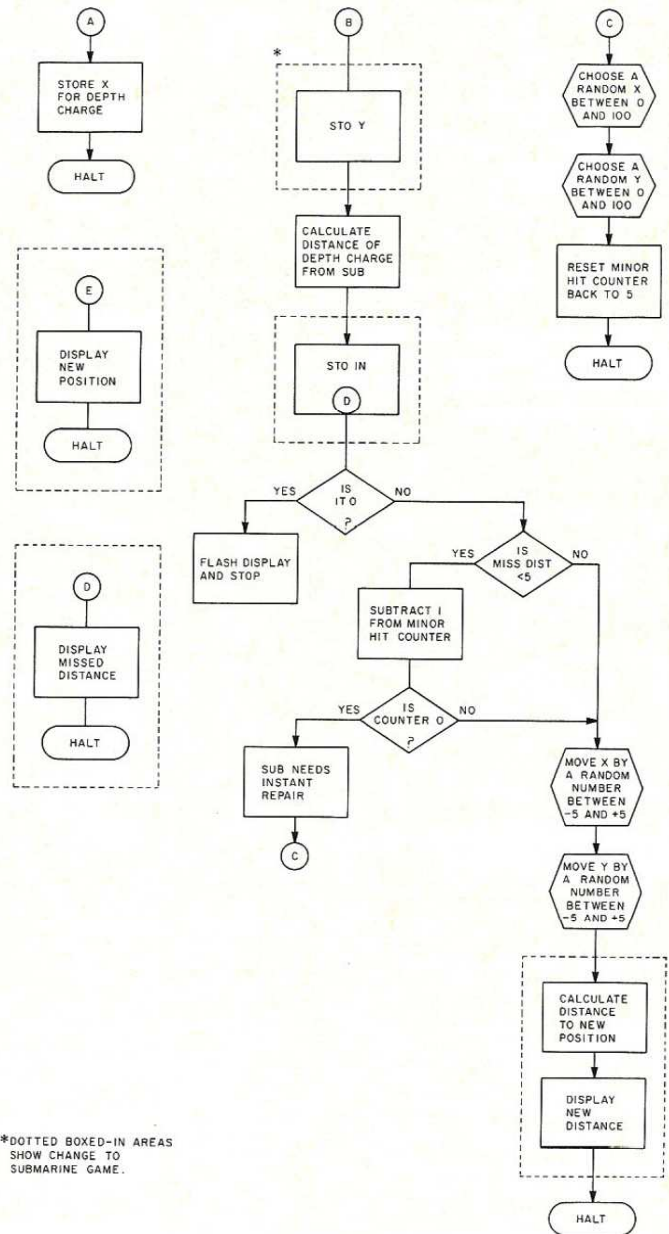 A
STORE X
FOR DEPTH
CHARGE
HALT
E
DISPLAY
NEW
POSITION
HALT
D
DISPLAY
MISSED
DISTANCE
HALT
*DOTTED BOXED-IN AREAS
SHOW CHANGE TO
SUBMARINE GAME.
B
*
STO Y
CALCULATE
DISTANCE OF
DEPTH CHARGE
FROM SUB
STO IN
D
IS
IT 0
?
YES
NO
FLASH DISPLAY
AND STOP
IS
MISS DIST
<5
YES
NO
SUBTRACT 1
FROM MINOR
HIT COUNTER
IS
COUNTER 0
?
YES
NO
SUB NEEDS
INSTANT
REPAIR
C
MOVE X BY
A RANDOM
NUMBER
BETWEEN
-5 AND +5
MOVE Y BY
A RANDOM
NUMBER
BETWEEN
-5 AND +5
CALCULATE
DISTANCE
TO NEW
POSITION
DISPLAY
NEW
DISTANCE
HALT
C
CHOOSE A
RANDOM X
BETWEEN 0
AND 100
CHOOSE A
RANDOM Y
BETWEEN 0
AND 100
RESET MINOR
HIT COUNTER
BACK TO 5
HALT